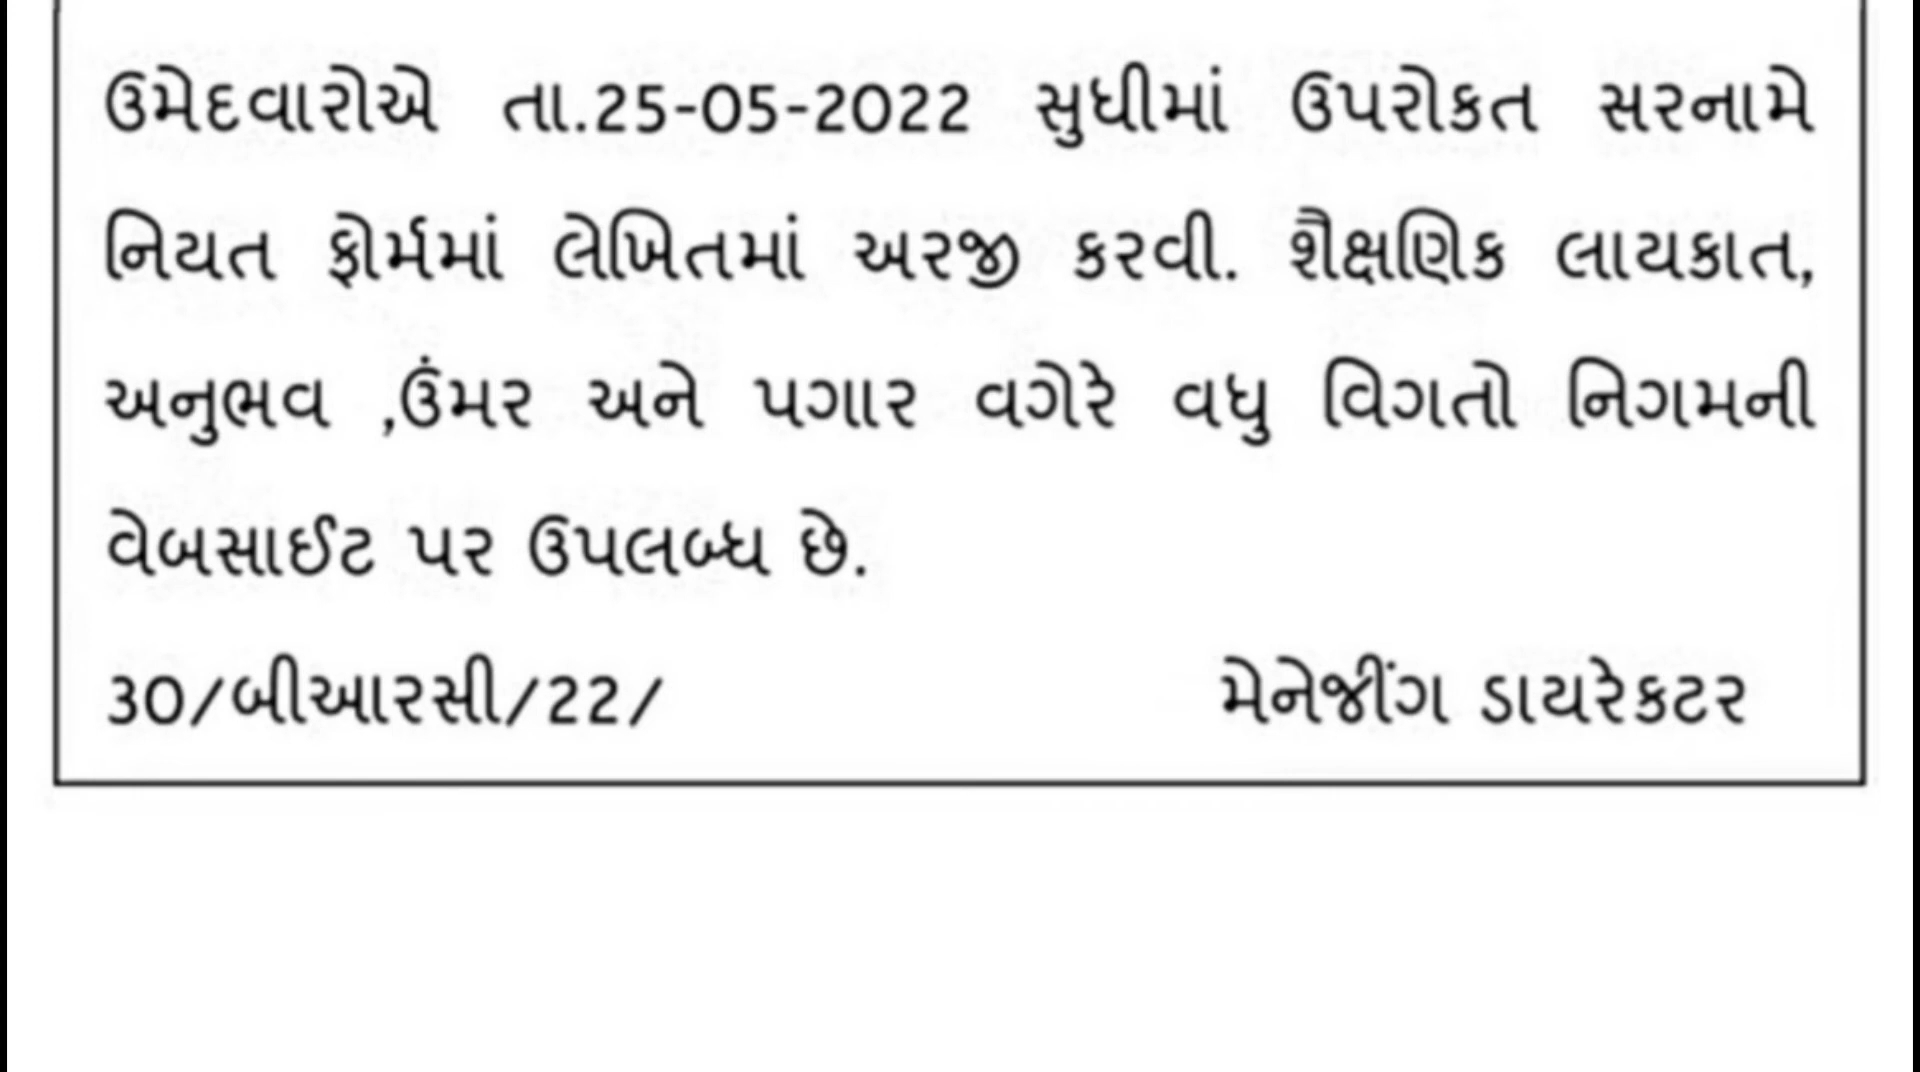 ઉમેદવારોએ તા.25-05-2022 સુધીમાં ઉપરોકત સરનામે
નિયત ફોર્મમાં લેખિતમાં અરજી કરવી. શૈક્ષણિક લાયકાત,
અનુભવ ,ઉંમર અને પગાર વગેરે વધુ વિગતો નિગમની
વેબસાઈટ પર ઉપલબ્ધ છે.
30/બીઆરસી/22/ મેનેજીંગ ડાયરેકટર